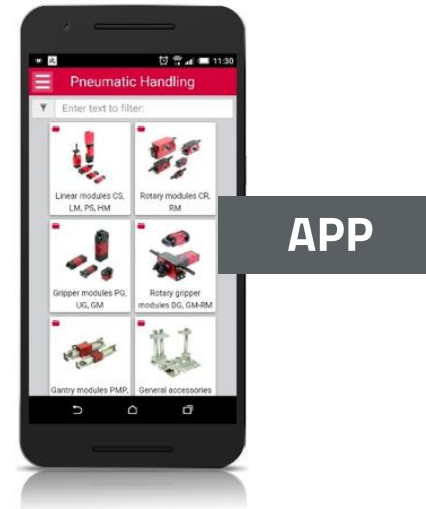 11:30
Pneumatic Handling
Enter text to filter:
Linear modules CS,
LM, PS, HM
Rotary modules CR,
RM
Gripper modules PG,
UG, GM
Rotary gripper
modules DG, GM-RM
Gantry modules PMP,
General accessories
APP